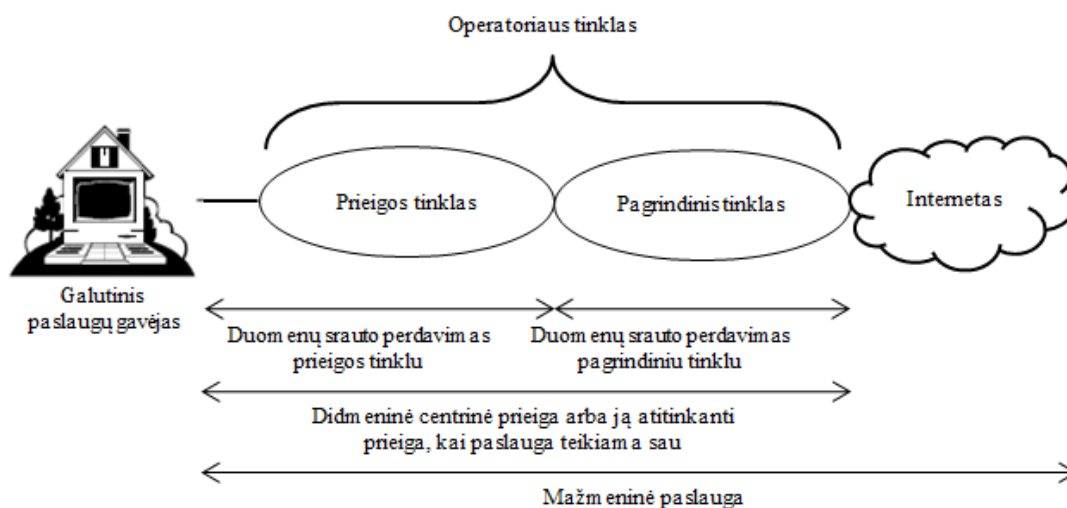 Operatoriaus tinklas
Prieigos tinklas
Pagrindinis tinklas
Internetas
Galutinis
paslaugų gavėjas
Duomenų srauto perdavimas
prieigos tinklu
Duomenų srauto perdavimas
pagrindiniu tinklu
Didmeninė centrinė prieiga arba ją atitinkanti
prieiga, kai paslauga teikiama sau
Mažmeninė paslauga